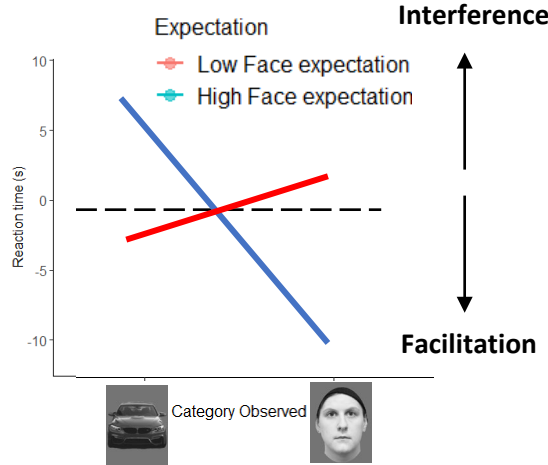 Interference
Expectation
Low Face expectation
High Face expectation
10
5
0
-5
-10
Reaction time (s)
Category Observed
Facilitation